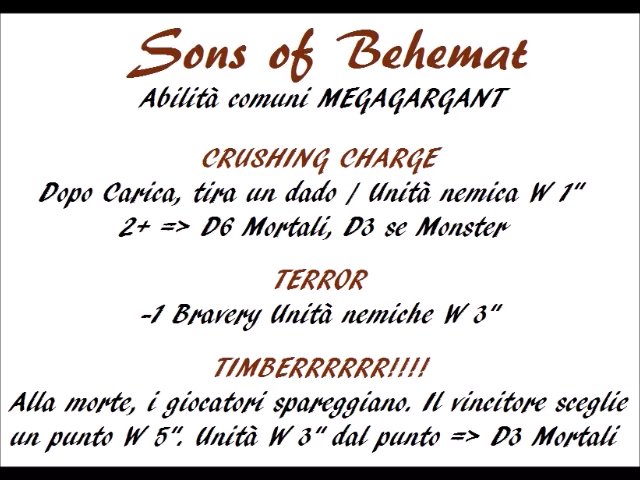 Sons of Behemat
Abilità comuni MEGAGARGANT
CRUSHING CHARGE
Dopo Carica, tira un dado / Unità nemica W 1"
2+ => D6 Mortali, D3 se Monster
TERROR
-1 Bravery Unità nemiche W 3"
TIMBERRRRRR!!!!
Alla morte, i giocatori spareggiano. Il vincitore sceglie
un punto W 5". Unità W 3" dal punto => D3 Mortali